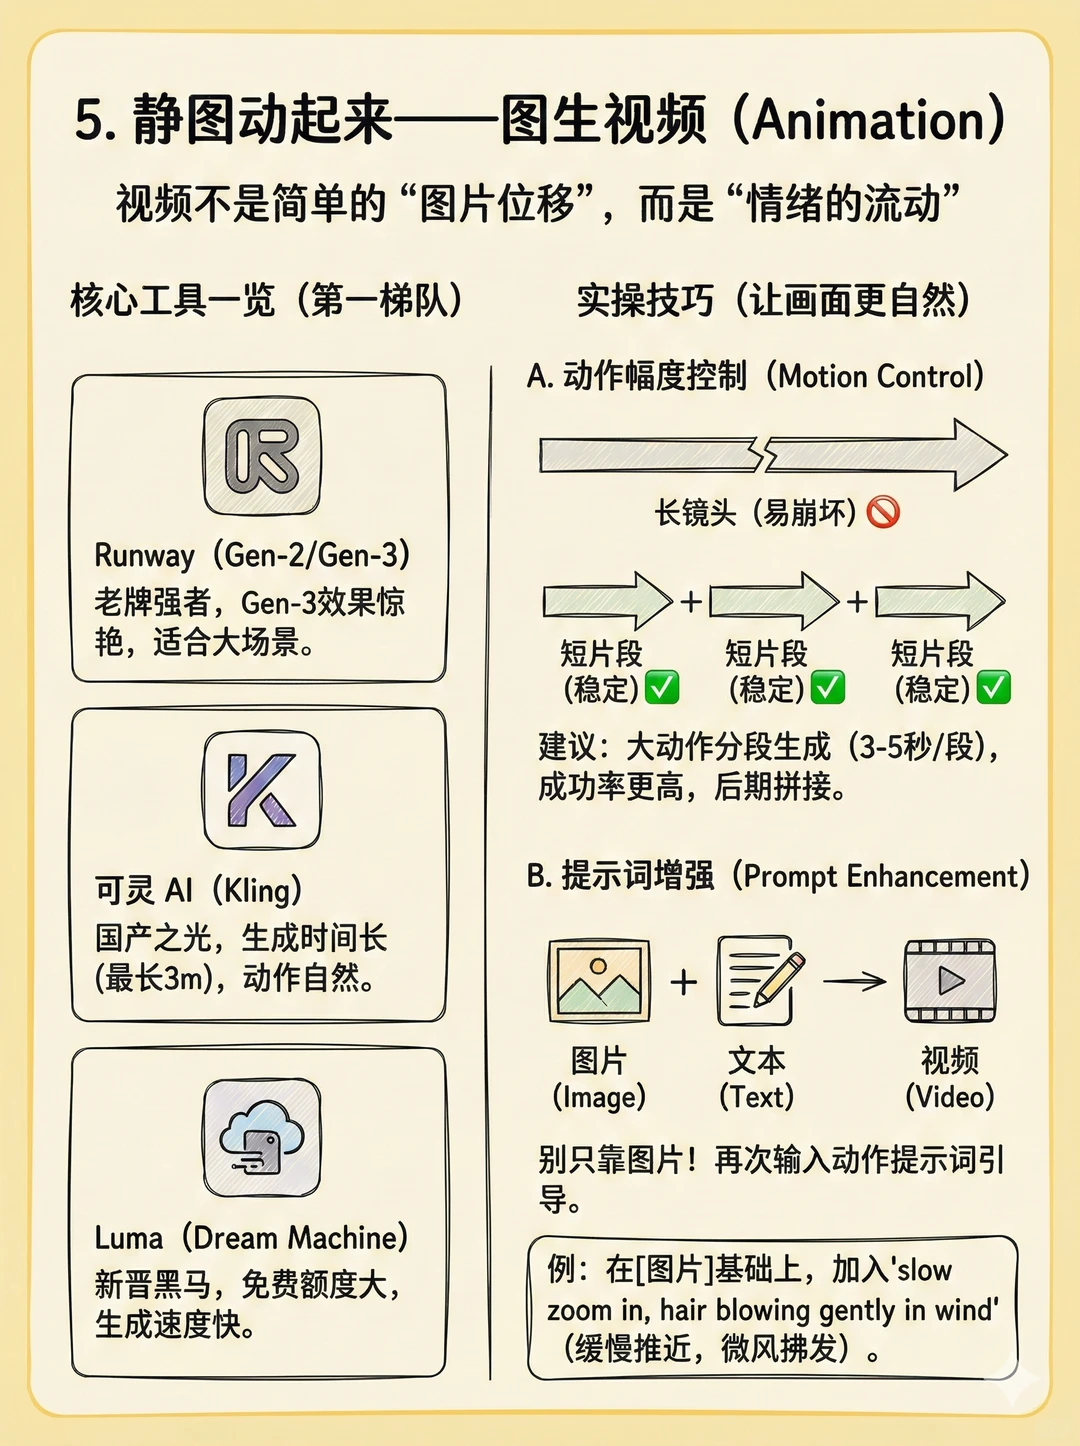 5. 静图动起来——图生视频（Animation）
视频不是简单的“图片位移”，而是“情绪的流动”
核心工具一览（第一梯队）
Runway（Gen-2/Gen-3）
老牌强者，Gen-3效果惊
艳，适合大场景。
可灵 AI（Kling）
国产之光，生成时间长
(最长3m)，动作自然。
Luma（Dream Machine）
新晋黑马，免费额度大，
生成速度快。
实操技巧（让画面更自然）
A. 动作幅度控制（Motion Control）
长镜头（易崩坏）
短片段
(稳定)
短片段
(稳定)
短片段
(稳定)
建议：大动作分段生成（3-5秒/段），
成功率更高，后期拼接。
B. 提示词增强（Prompt Enhancement）
图片
(Image)
文本
(Text)
视频
(Video)
别只靠图片！再次输入动作提示词引
导。
例：在[图片]基础上，加入'slow
zoom in, hair blowing gently in wind'
（缓慢推近，微风拂发）。